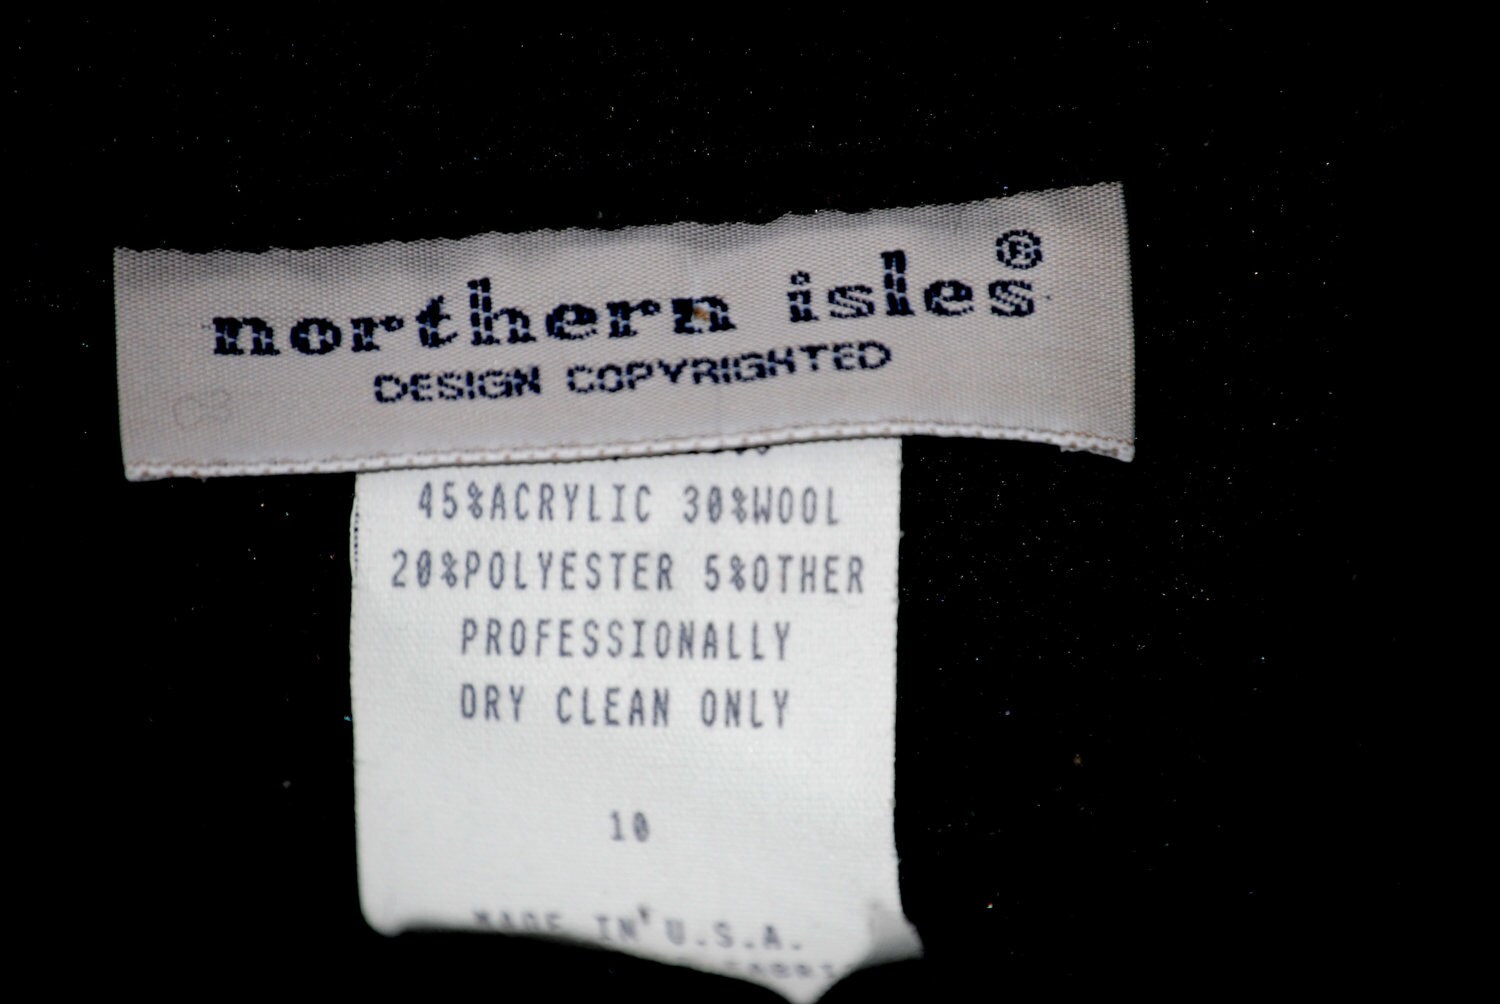 northern isles®
DESIGN COPYRIGHTED
45%ACRYLIC 30%WOOL
20%POLYESTER 5%OTHER
PROFESSIONALLY
DRY CLEAN ONLY
10
MADE IN U.S.A.